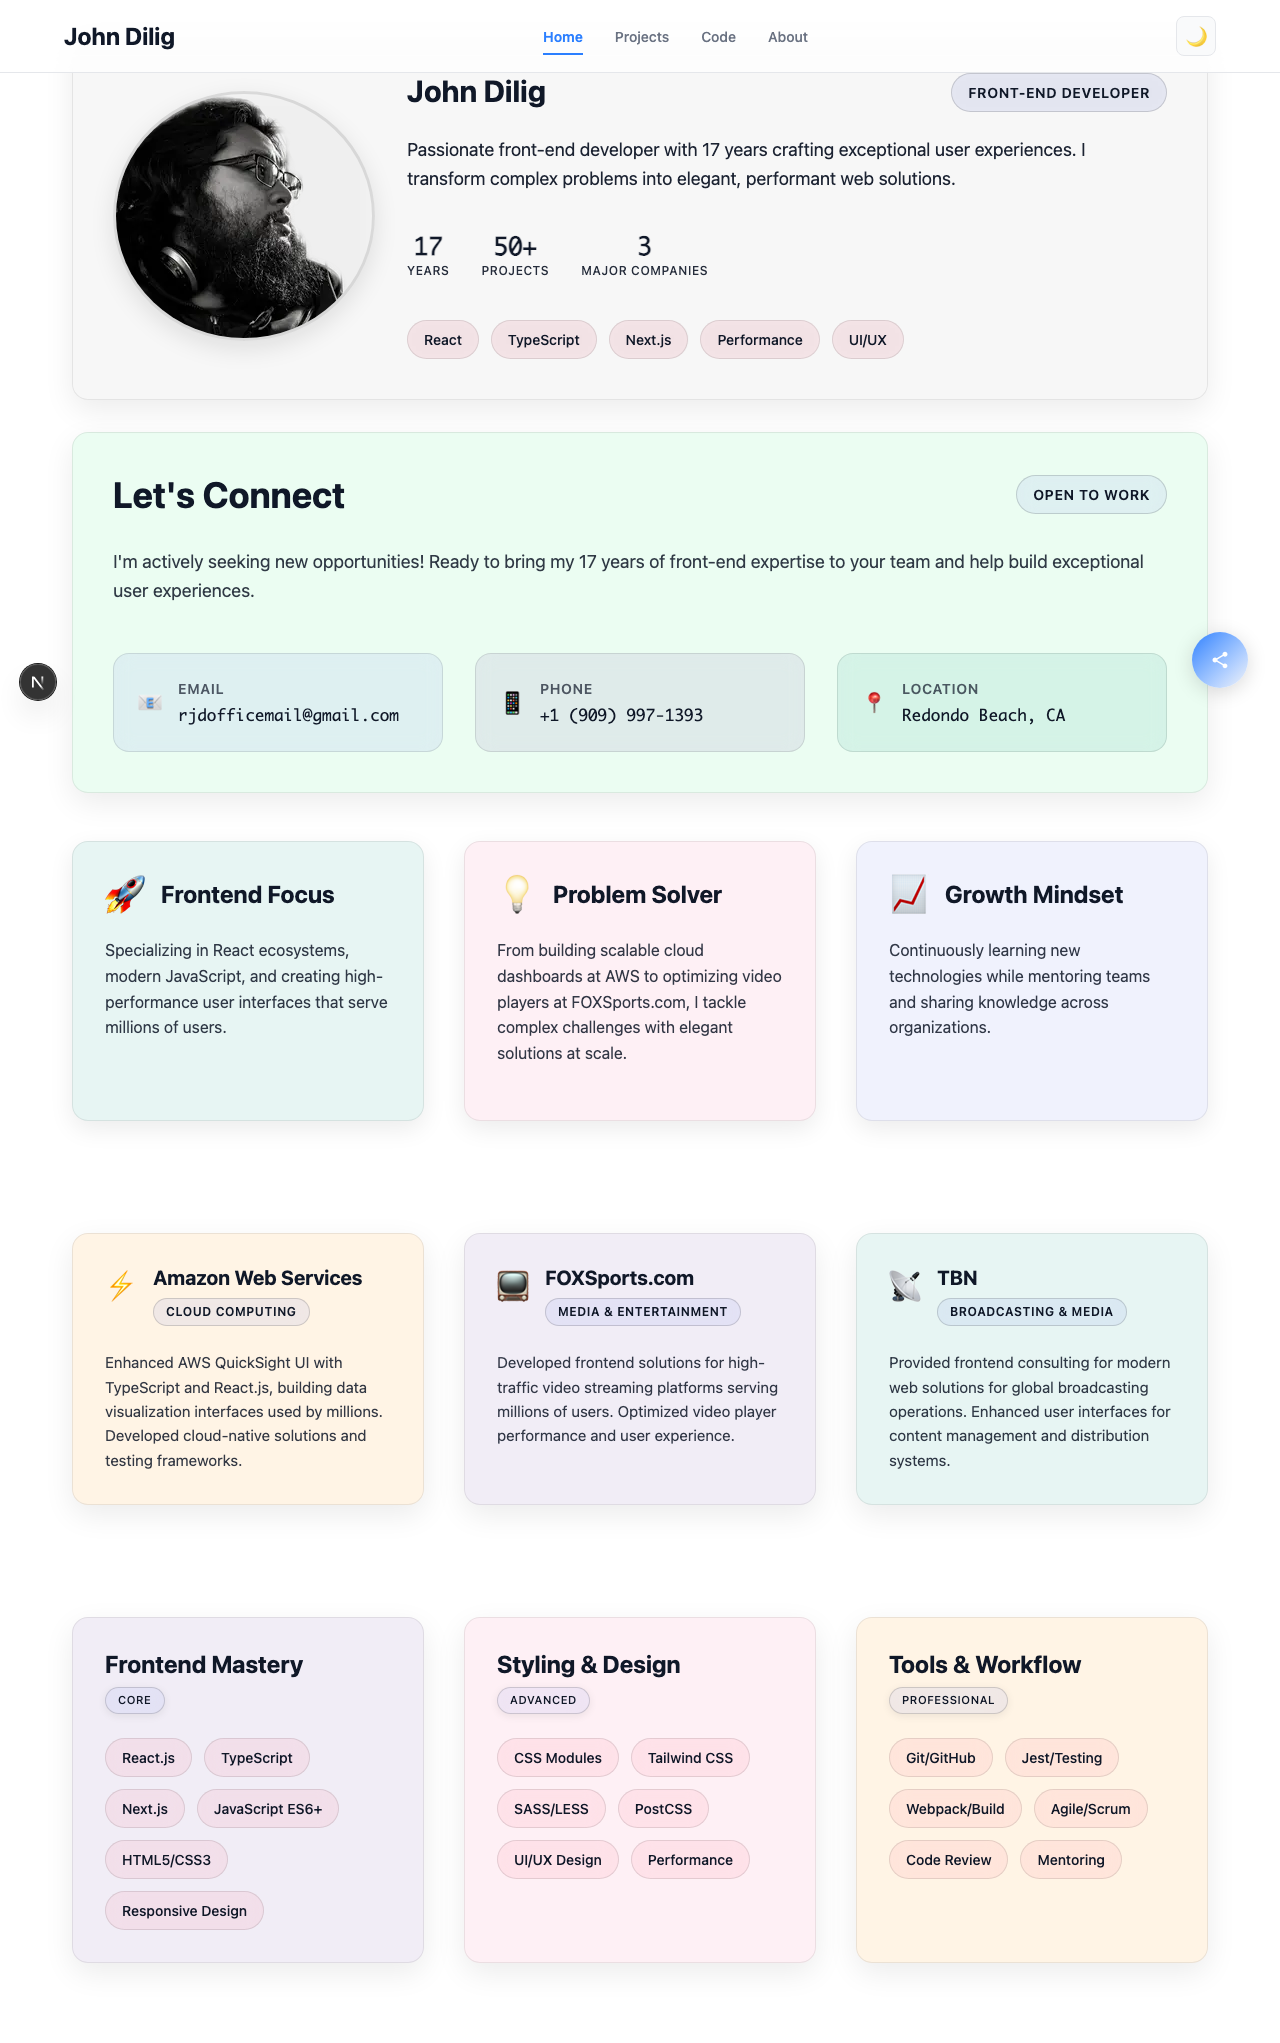 John Dilig
Home Projects Code About
John Dilig
FRONT-END DEVELOPER
Passionate front-end developer with 17 years crafting exceptional user experiences. I
transform complex problems into elegant, performant web solutions.
17 50+ 3
YEARS PROJECTS MAJOR COMPANIES
React TypeScript Next.js Performance UI/UX
Let's Connect
OPEN TO WORK
I'm actively seeking new opportunities! Ready to bring my 17 years of front-end expertise to your team and help build exceptional
user experiences.
N
EMAIL
rjdofficemail@gmail.com
PHONE
+1 (909) 997-1393
LOCATION
Redondo Beach, CA
Frontend Focus
Specializing in React ecosystems,
modern JavaScript, and creating high-
performance user interfaces that serve
millions of users.
Problem Solver
From building scalable cloud
dashboards at AWS to optimizing video
players at FOXSports.com, I tackle
complex challenges with elegant
solutions at scale.
Growth Mindset
Continuously learning new
technologies while mentoring teams
and sharing knowledge across
organizations.
Amazon Web Services
CLOUD COMPUTING
Enhanced AWS QuickSight UI with
TypeScript and React.js, building data
visualization interfaces used by millions.
Developed cloud-native solutions and
testing frameworks.
FOXSports.com
MEDIA & ENTERTAINMENT
Developed frontend solutions for high-
traffic video streaming platforms serving
millions of users. Optimized video player
performance and user experience.
TBN
BROADCASTING & MEDIA
Provided frontend consulting for modern
web solutions for global broadcasting
operations. Enhanced user interfaces for
content management and distribution
systems.
Frontend Mastery
CORE
React.js TypeScript
Next.js JavaScript ES6+
HTML5/CSS3
Responsive Design
Styling & Design
ADVANCED
CSS Modules Tailwind CSS
SASS/LESS PostCSS
UI/UX Design Performance
Tools & Workflow
PROFESSIONAL
Git/GitHub Jest/Testing
Webpack/Build Agile/Scrum
Code Review Mentoring